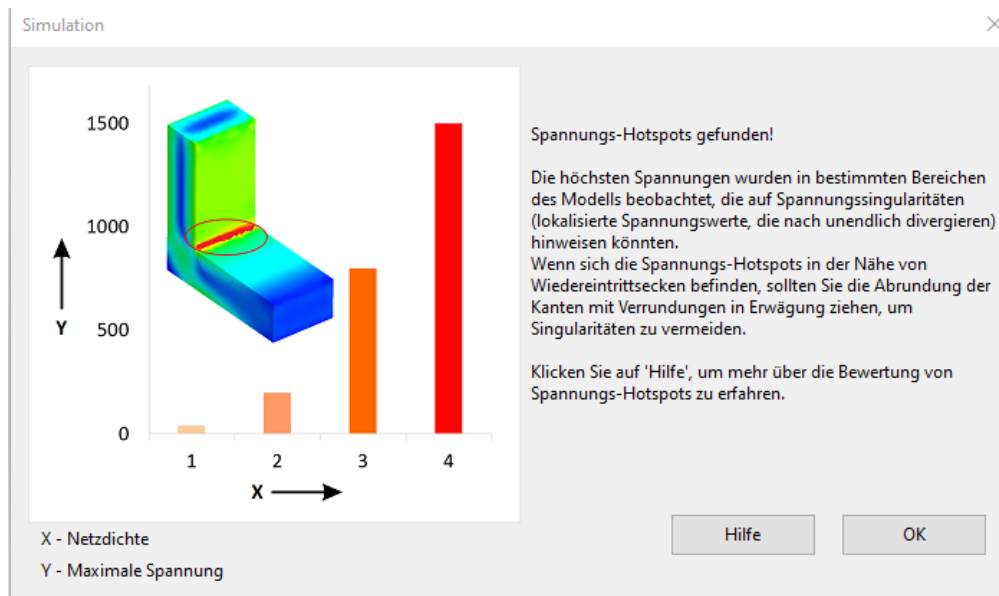 Simulation
1500
1000
500
0
Y
1 2 3 4
X
X - Netzdichte
Y - Maximale Spannung
Spannungs-Hotspots gefunden!
Die höchsten Spannungen wurden in bestimmten Bereichen
des Modells beobachtet, die auf Spannungssingularitäten
(lokalisierte Spannungswerte, die nach unendlich divergieren)
hinweisen könnten.
Wenn sich die Spannungs-Hotspots in der Nähe von
Wiedereintrittsecken befinden, sollten Sie die Abrundung der
Kanten mit Verrundungen in Erwägung ziehen, um
Singularitäten zu vermeiden.
Klicken Sie auf 'Hilfe', um mehr über die Bewertung von
Spannungs-Hotspots zu erfahren.
Hilfe
OK